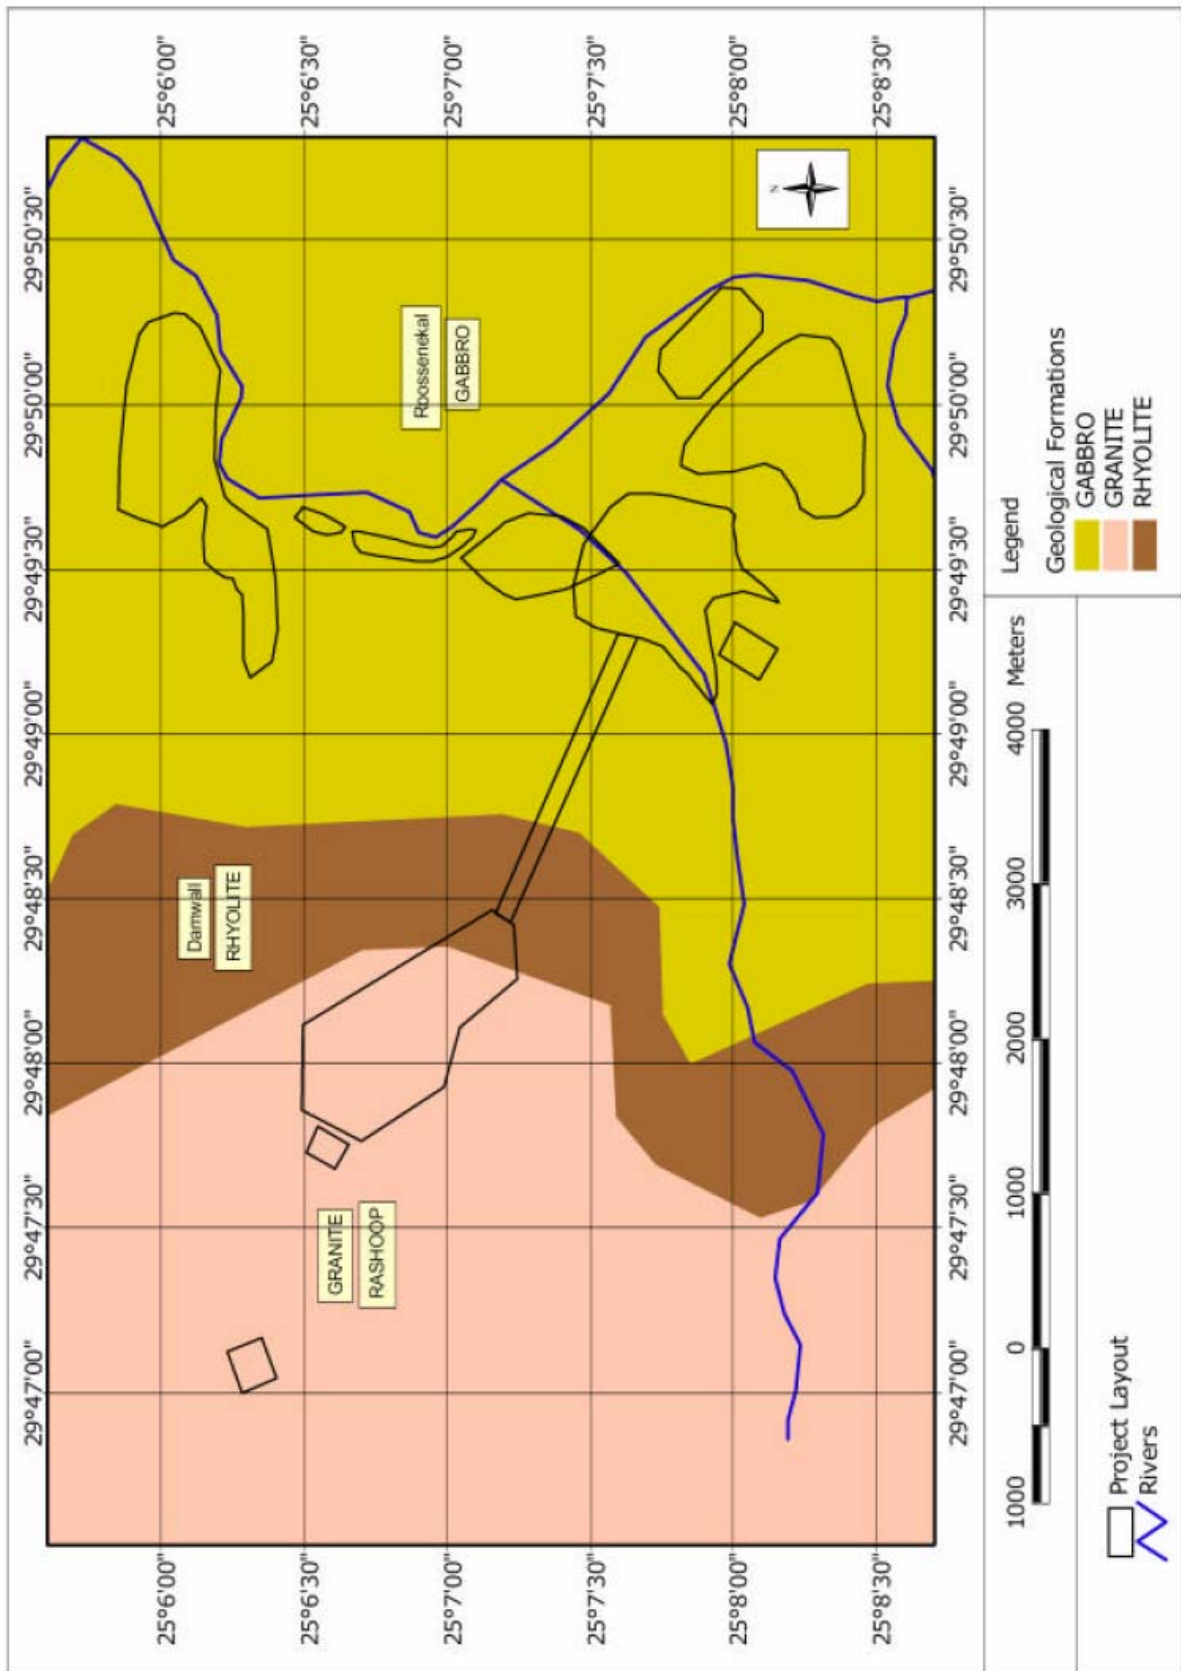 29°47'00" 29°47'30" 29°48'00" 29°48'30" 29°49'00" 29°49'30" 29°50'00" 29°50'30"
25°6'00" 25°6'00"
Damwall
RHYOLITE
25°6'30" 25°6'30"
GRANITE
RASHOOP
Roossenekal
GABBRO
25°7'00" 25°7'00"
25°7'30" 25°7'30"
25°8'00" 25°8'00"
N
25°8'30" 25°8'30"
29°47'00" 29°47'30" 29°48'00" 29°48'30" 29°49'00" 29°49'30" 29°50'00" 29°50'30"
1000 0 1000 2000 3000 4000 Meters
Project Layout
Rivers
Legend
Geological Formations
GABBRO
GRANITE
RHYOLITE